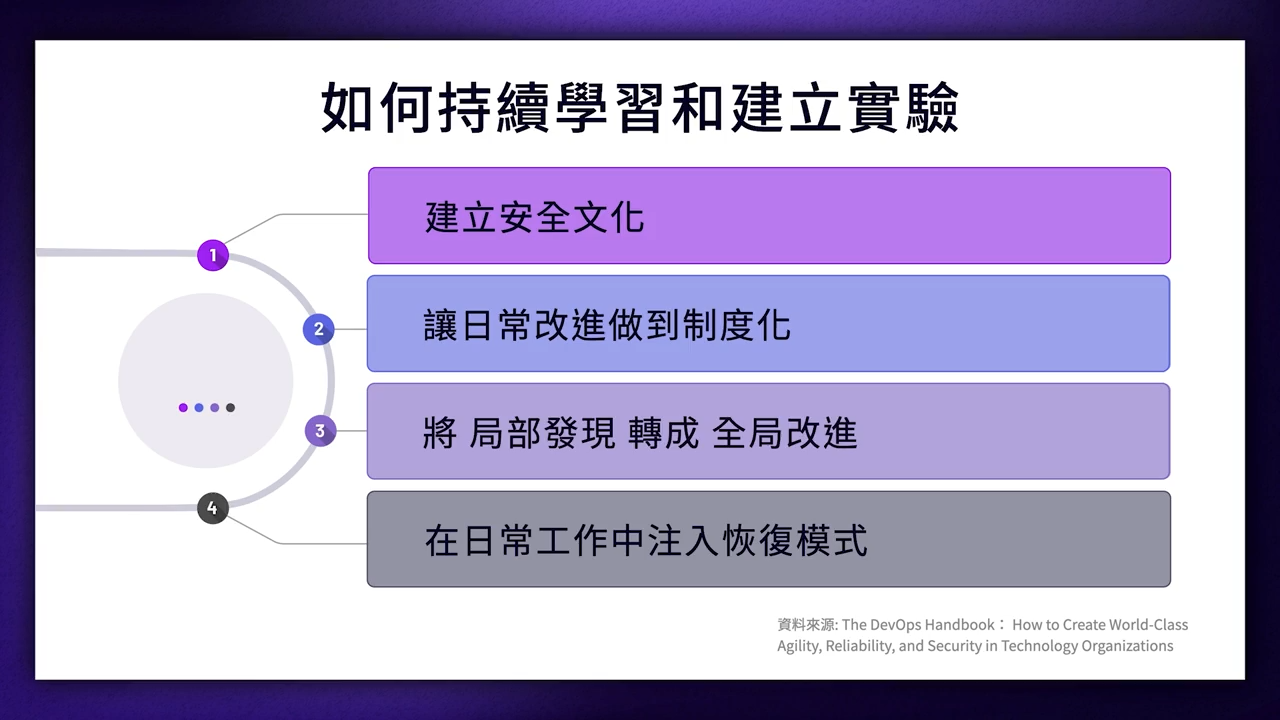 如何持續學習和建立實驗
1
建立安全文化
2
讓日常改進做到制度化
3
將 局部發現 轉成 全局改進
4
在日常工作中注入恢復模式
資料來源: The DevOps Handbook： How to Create World-Class
Agility, Reliability, and Security in Technology Organizations